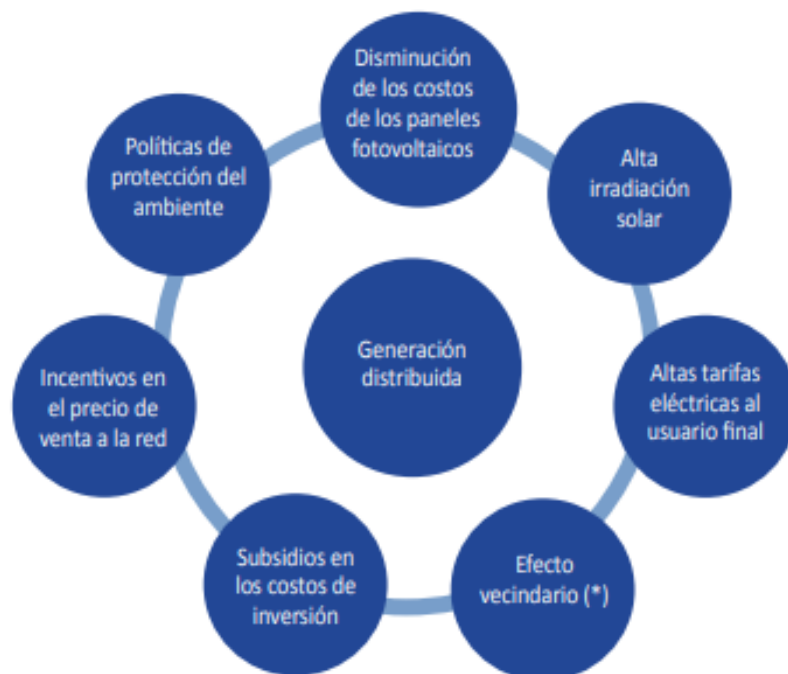 Disminución
de los costos
de los paneles
fotovoltaicos
Alta
irradiación
solar
Altas tarifas
eléctricas al
usuario final
Efecto
vecindario (*)
Subsidios en
los costos de
inversión
Incentivos en
el precio de
venta a la red
Políticas de
protección del
ambiente
Generación
distribuida